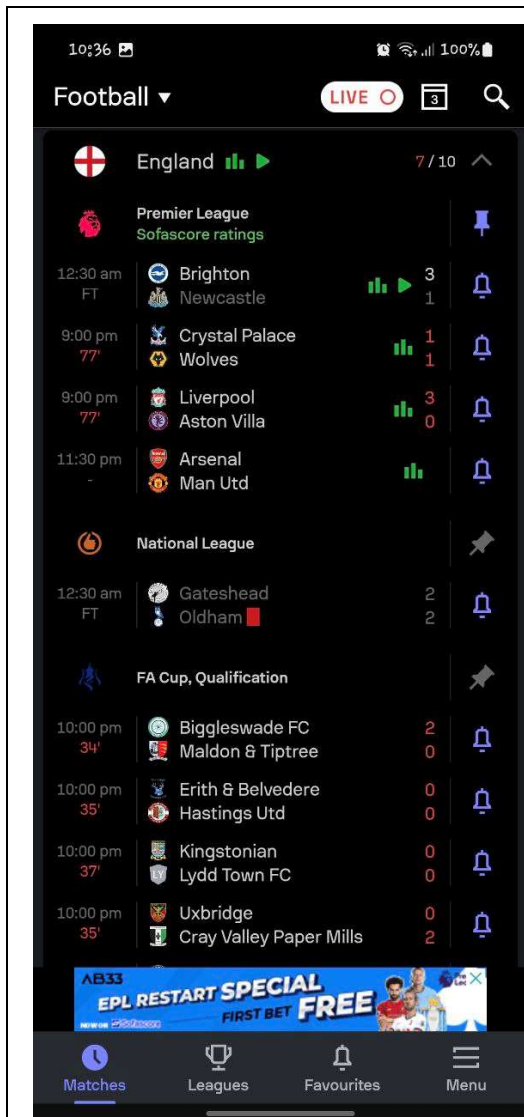 10:36
100%
Football
LIVE
3
England
7/10
Premier League
Sofascore ratings
12:30 am
FT
Brighton
Newcastle
3
1
9:00 pm
77'
Crystal Palace
Wolves
1
1
9:00 pm
77'
Liverpool
Aston Villa
3
0
11:30 pm
-
Arsenal
Man Utd
National League
12:30 am
FT
Gateshead
Oldham
2
2
FA Cup, Qualification
10:00 pm
34'
Biggleswade FC
Maldon & Tiptree
2
0
10:00 pm
35'
Erith & Belvedere
Hastings Utd
0
0
10:00 pm
37'
Kingstonian
LY
Lydd Town FC
0
0
10:00 pm
35'
Uxbridge
Cray Valley Paper Mills
0
2
AB33
EPL RESTART SPECIAL
FIRST BET FREE
NOW ON Sofascore
Matches
Leagues
Favourites
Menu